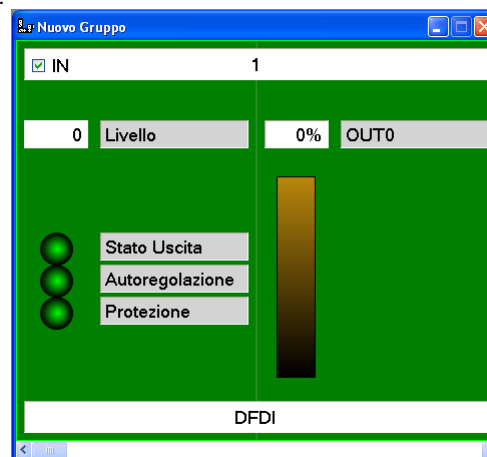 Nuovo Gruppo
IN 1
0 Livello 0% OUT0
Stato Uscita
Autoregolazione
Protezione
DFDI